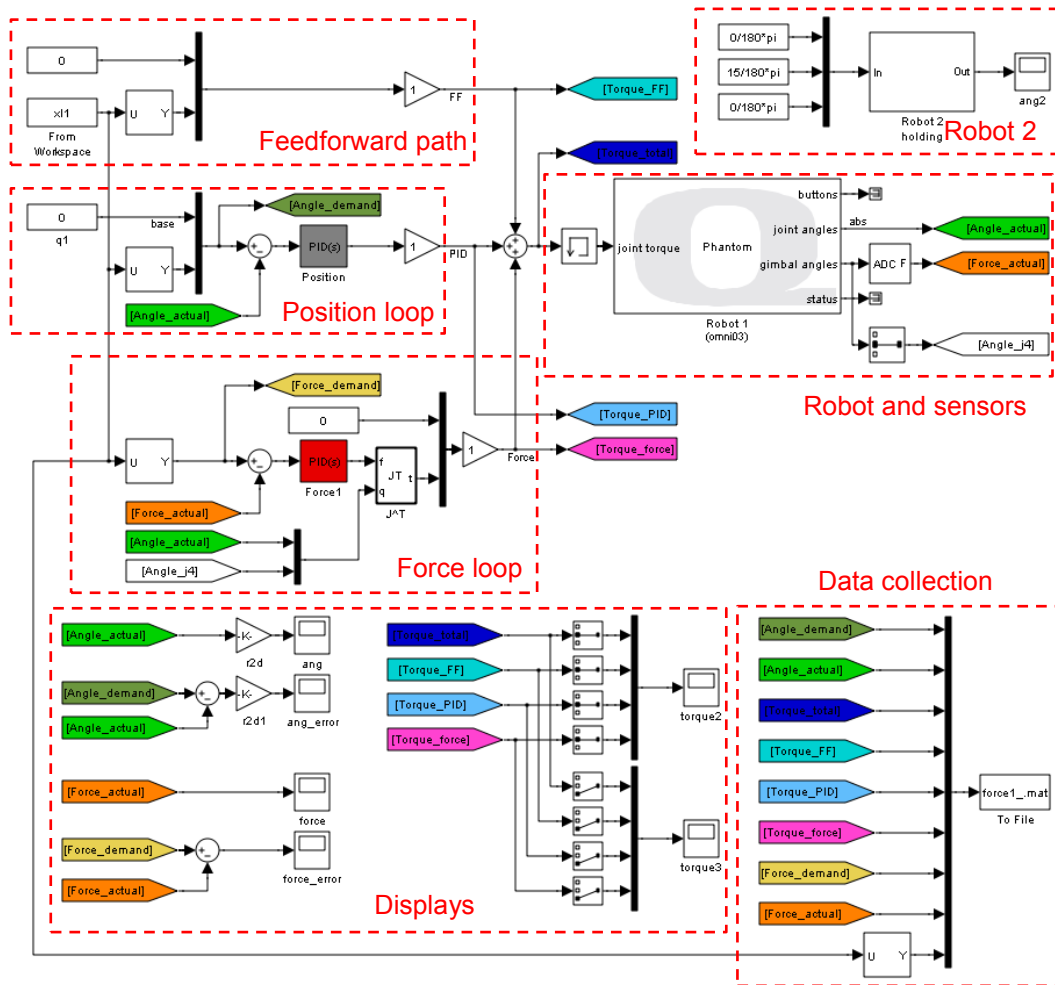 0
xl1
From
Workspace
U Y
1
FF
Feedforward path
[Torque_FF]
[Torque_total]
0/180*pi
15/180*pi
0/180*pi
In Out
Robot 2
holding
ang2
Robot 2
0
q1
base
U Y
[Angle_demand]
+
-
PID(s)
Position
1
PID
[Angle_actual]
Position loop
+
+
+
joint torque
Phantom
buttons
joint angles
gimbal angles
status
abs
Robot 1
(omni03)
[Angle_actual]
ADC F
[Force_actual]
[Angle_j4]
Robot and sensors
[Force_demand]
0
U Y
+
-
PID(s)
Force1
f
q
JT
t
J^T
1
Force
[Torque_PID]
[Torque_force]
[Force_actual]
[Angle_actual]
[Angle_j4]
Force loop
[Angle_actual]
-K-
r2d
ang
[Angle_demand]
[Angle_actual]
+
-
-K-
r2d1
ang_error
[Force_actual]
force
[Force_demand]
[Force_actual]
+
-
force_error
[Torque_total]
[Torque_FF]
[Torque_PID]
[Torque_force]
torque2
torque3
Displays
Data collection
[Angle_demand]
[Angle_actual]
[Torque_total]
[Torque_FF]
[Torque_PID]
[Torque_force]
[Force_demand]
[Force_actual]
U Y
force1_.mat
To File